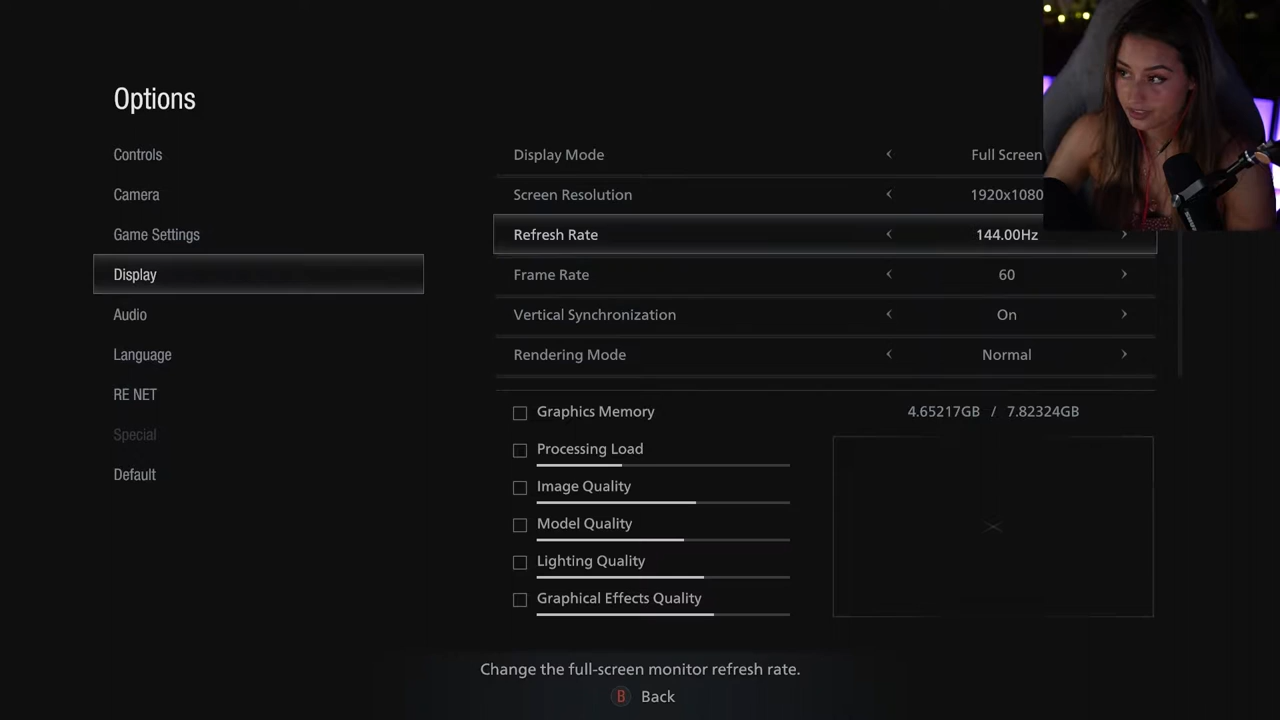 Options
Controls
Camera
Game Settings
Display
Audio
Language
RE NET
Special
Default
Display Mode Full Screen
Screen Resolution 1920x1080
Refresh Rate 144.00Hz
Frame Rate 60
Vertical Synchronization On
Rendering Mode Normal
Graphics Memory 4.65217GB / 7.82324GB
Processing Load
Image Quality
Model Quality
Lighting Quality
Graphical Effects Quality
Change the full-screen monitor refresh rate.
B Back